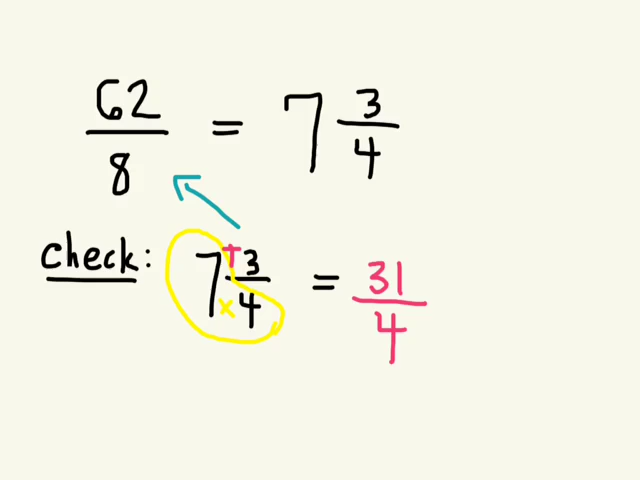 62/8 = 7 3/4
check: 7 + 3/4 × = 31/4